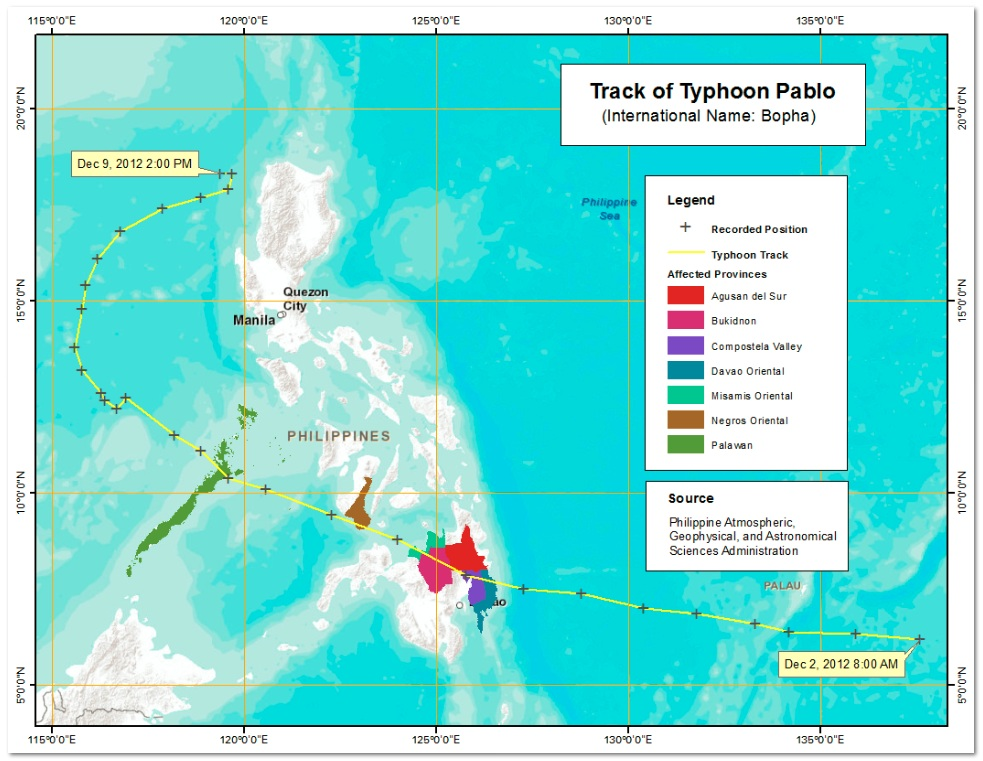 115°0'0"E 120°0'0"E 125°0'0"E 130°0'0"E 135°0'0"E
Track of Typhoon Pablo
(International Name: Bopha)
20°0'0"N
20°0'0"N
Dec 9, 2012 2:00 PM
Legend
Recorded Position
Typhoon Track
Affected Provinces
Agusan del Sur
Bukidnon
Compostela Valley
Davao Oriental
Misamis Oriental
Negros Oriental
Palawan
Philippine
Sea
15°0'0"N
15°0'0"N
Quezon
City
Manila
PHILIPPINES
10°0'0"N
10°0'0"N
Source
Philippine Atmospheric,
Geophysical, and Astronomical
Sciences Administration
PALAU
Dec 2, 2012 8:00 AM
5°0'0"N
5°0'0"N
115°0'0"E 120°0'0"E 125°0'0"E 130°0'0"E 135°0'0"E